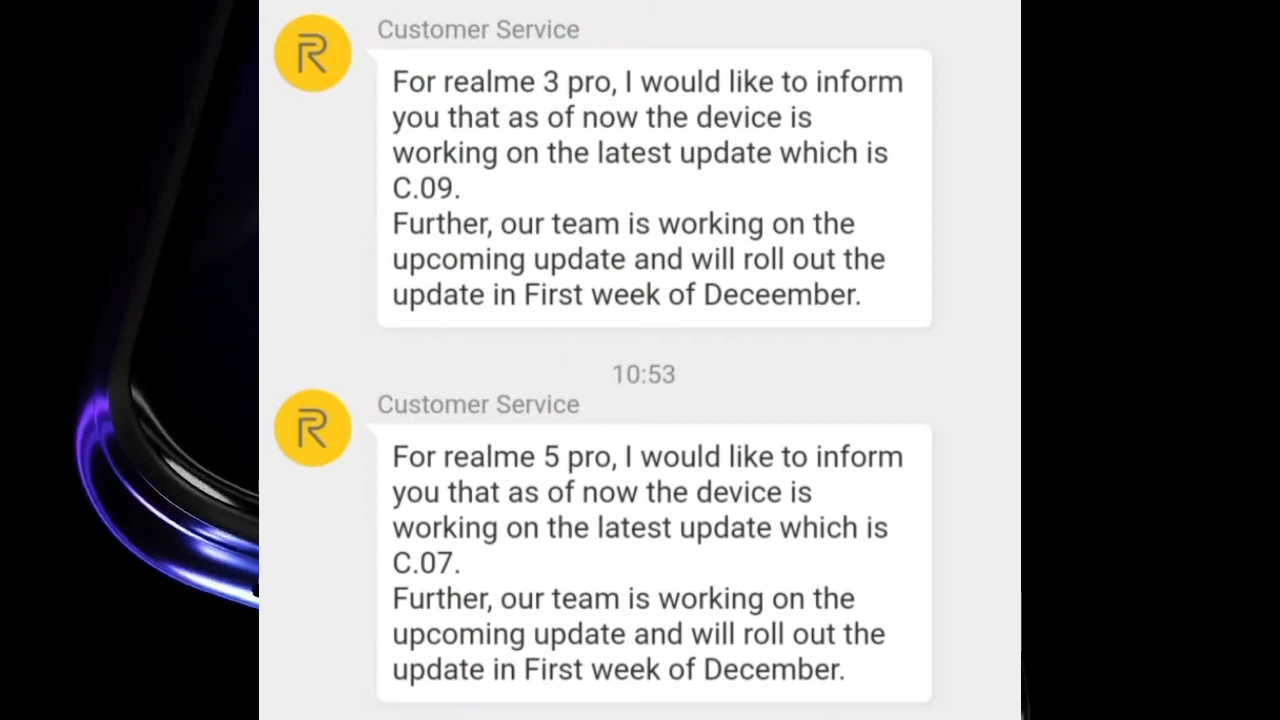 Customer Service
For realme 3 pro, I would like to inform
you that as of now the device is
working on the latest update which is
C.09.
Further, our team is working on the
upcoming update and will roll out the
update in First week of Deceember.
10:53
Customer Service
For realme 5 pro, I would like to inform
you that as of now the device is
working on the latest update which is
C.07.
Further, our team is working on the
upcoming update and will roll out the
update in First week of December.